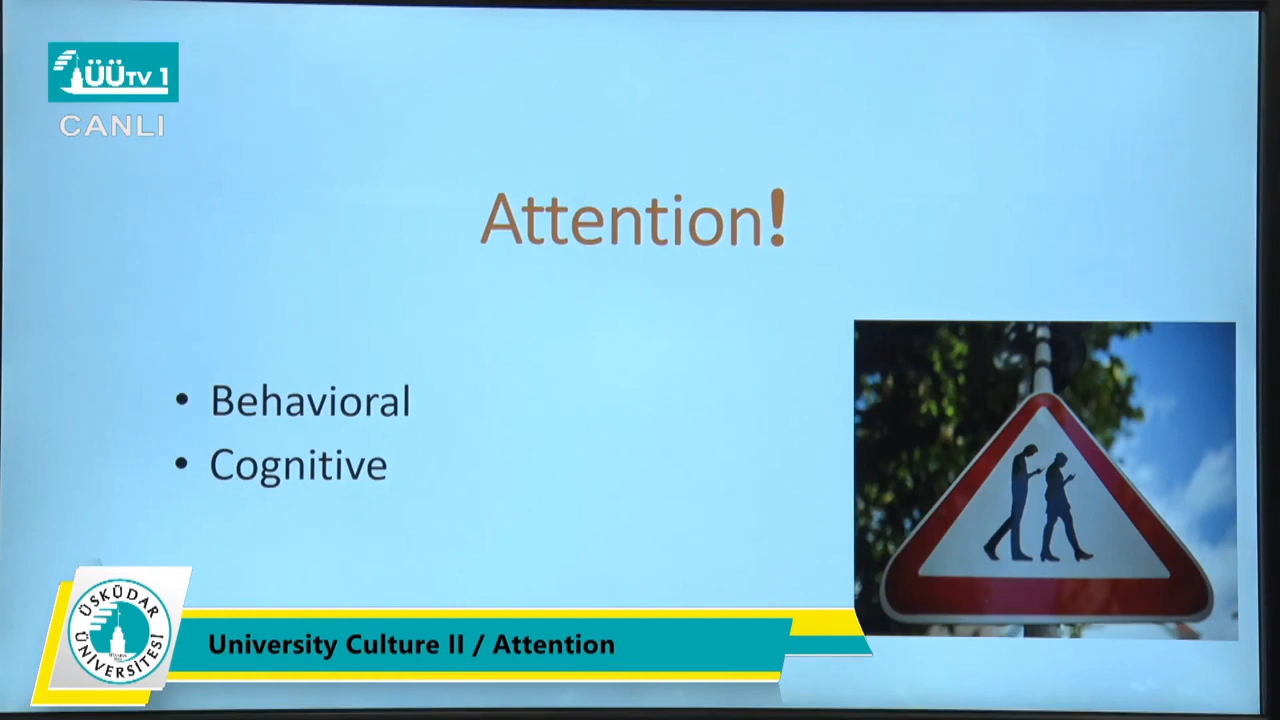 ÜÜTV 1
CANLI
Attention!
• Behavioral
• Cognitive
ÜSKÜDAR ÜNİVERSİTESİ
University Culture II / Attention